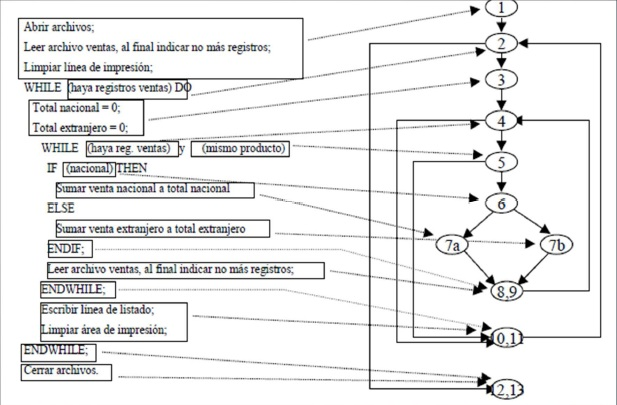 Abrir archivos;
Leer archivo ventas, al final indicar no más registros;
Limpiar línea de impresión;
WHILE (haya registros ventas) DO
Total nacional = 0;
Total extranjero = 0;
WHILE (haya reg. ventas) y (mismo producto)
IF (nacional) THEN
Sumar venta nacional a total nacional
ELSE
Sumar venta extranjero a total extranjero
ENDIF;
Leer archivo ventas, al final indicar no más registros;
ENDWHILE;
Escribir línea de listado;
Limpiar área de impresión;
ENDWHILE;
Cerrar archivos.
1
2
3
4
5
6
7a 7b
8,9
10,11
12,13